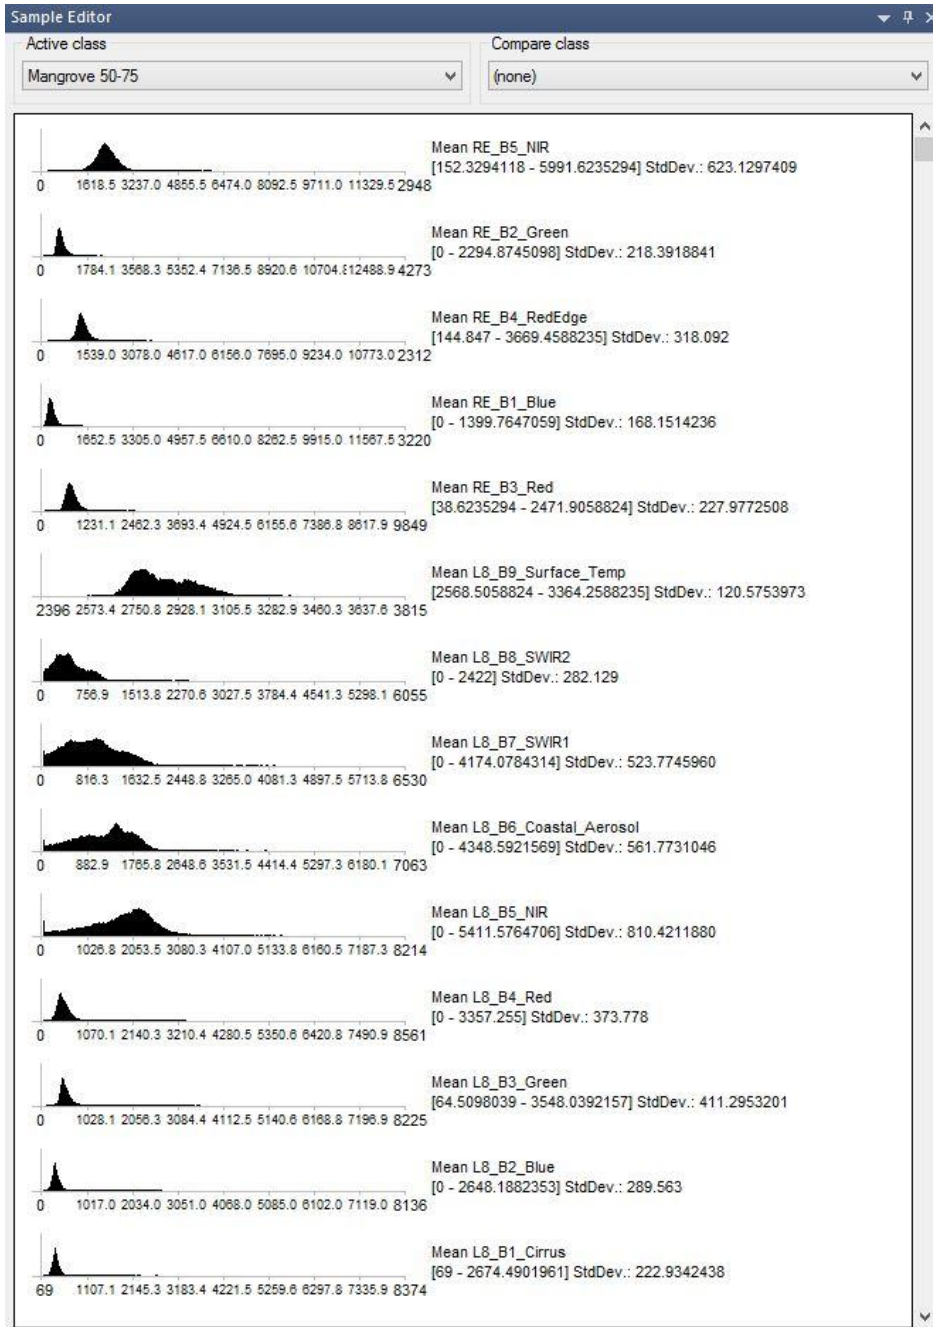 Sample Editor
Active class
Compare class
Mangrove 50-75
(none)
Mean RE_B5_NIR
[152.3294118 - 5991.6235294] StdDev.: 623.1297409
0 1618.5 3237.0 4855.5 6474.0 8092.5 9711.0 11329.5 2948
Mean RE_B2_Green
[0 - 2294.8745098] StdDev.: 218.3918841
0 1784.1 3568.3 5352.4 7136.5 8920.6 10704.8 12488.9 4273
Mean RE_B4_RedEdge
[144.847 - 3669.4588235] StdDev.: 318.092
0 1539.0 3078.0 4617.0 6156.0 7695.0 9234.0 10773.0 2312
Mean RE_B1_Blue
[0 - 1399.7647059] StdDev.: 168.1514236
0 1652.5 3305.0 4957.5 6610.0 8262.5 9915.0 11567.5 3220
Mean RE_B3_Red
[38.6235294 - 2471.9058824] StdDev.: 227.9772508
0 1231.1 2462.3 3693.4 4924.5 6155.6 7386.8 8617.9 9849
Mean L8_B9_Surface_Temp
[2568.5058824 - 3364.2588235] StdDev.: 120.5753973
2396 2573.4 2750.8 2928.1 3105.5 3282.9 3460.3 3637.6 3815
Mean L8_B8_SWIR2
[0 - 2422] StdDev.: 282.129
0 756.9 1513.8 2270.6 3027.5 3784.4 4541.3 5298.1 6055
Mean L8_B7_SWIR1
[0 - 4174.0784314] StdDev.: 523.7745960
0 816.3 1632.5 2448.8 3265.0 4081.3 4897.5 5713.8 6530
Mean L8_B6_Coastal_Aerosol
[0 - 4348.5921569] StdDev.: 561.7731046
0 882.9 1765.8 2648.6 3531.5 4414.4 5297.3 6180.1 7063
Mean L8_B5_NIR
[0 - 5411.5764706] StdDev.: 810.4211880
0 1026.8 2053.5 3080.3 4107.0 5133.8 6160.5 7187.3 8214
Mean L8_B4_Red
[0 - 3357.255] StdDev.: 373.778
0 1070.1 2140.3 3210.4 4280.5 5350.6 6420.8 7490.9 8561
Mean L8_B3_Green
[64.5098039 - 3548.0392157] StdDev.: 411.2953201
0 1028.1 2056.3 3084.4 4112.5 5140.6 6168.8 7196.9 8225
Mean L8_B2_Blue
[0 - 2648.1882353] StdDev.: 289.563
0 1017.0 2034.0 3051.0 4068.0 5085.0 6102.0 7119.0 8136
Mean L8_B1_Cirrus
[69 - 2674.4901961] StdDev.: 222.9342438
69 1107.1 2145.3 3183.4 4221.5 5259.6 6297.8 7335.9 8374